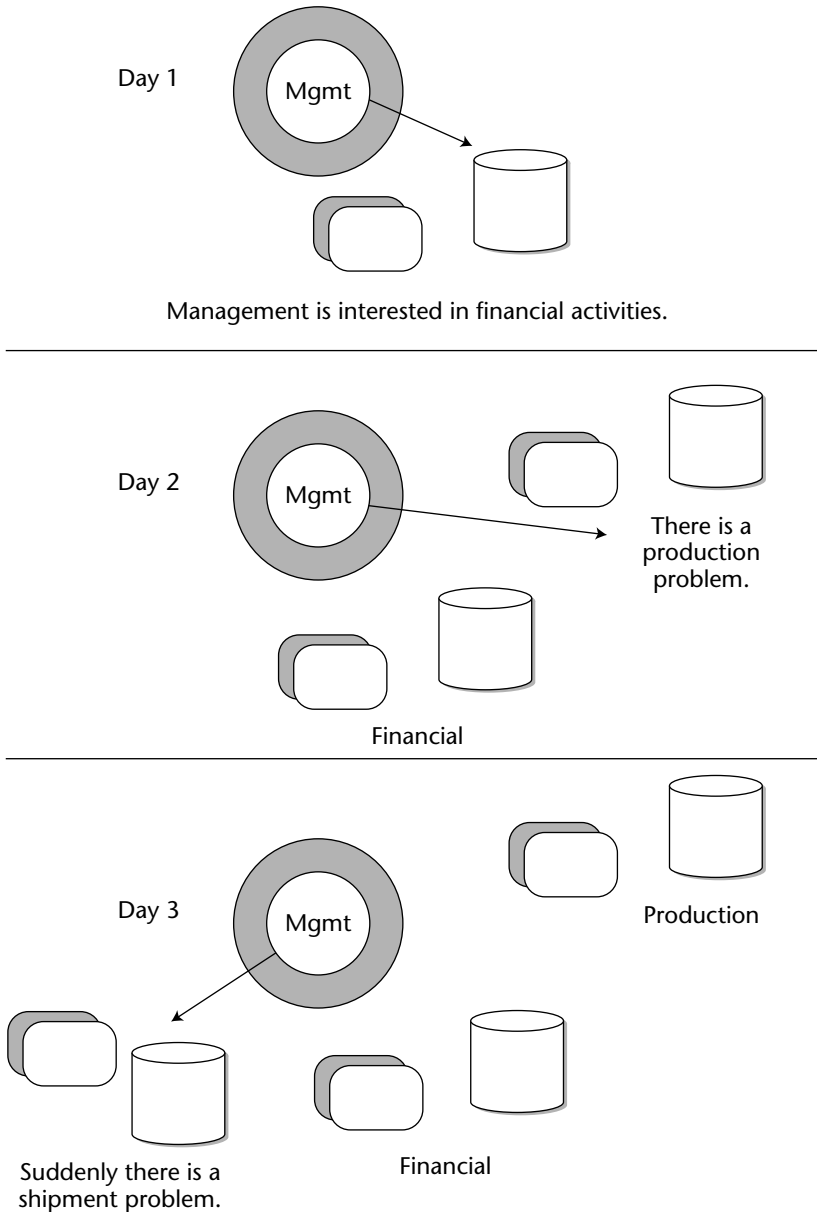 Day 1
Mgmt
Management is interested in financial activities.
Day 2
Mgmt
There is a
production
problem.
Financial
Day 3
Mgmt
Production
Financial
Suddenly there is a
shipment problem.